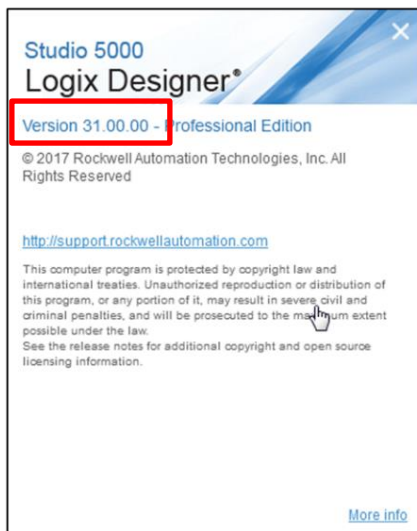 Studio 5000
Logix Designer®
Version 31.00.00 - Professional Edition
© 2017 Rockwell Automation Technologies, Inc. All
Rights Reserved
http://support.rockwellautomation.com
This computer program is protected by copyright law and
international treaties. Unauthorized reproduction or distribution of
this program, or any portion of it, may result in severe civil and
criminal penalties, and will be prosecuted to the maximum extent
possible under the law.
See the release notes for additional copyright and open source
licensing information.
More info